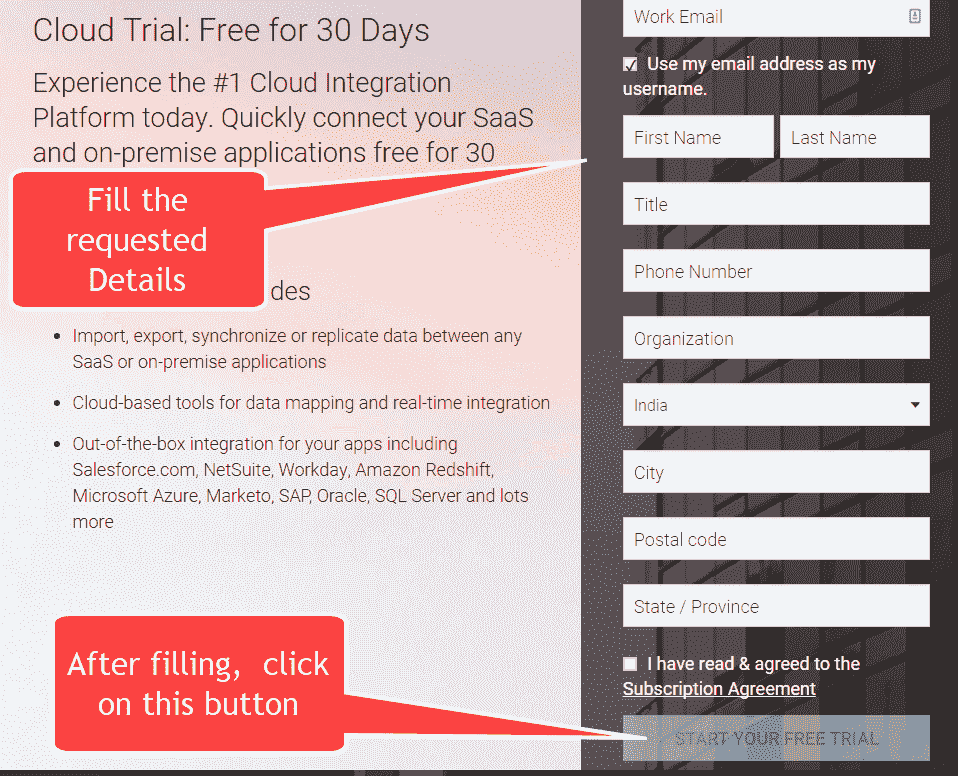 Cloud Trial: Free for 30 Days
Experience the #1 Cloud Integration
Platform today. Quickly connect your SaaS
and on-premise applications free for 30
Fill the
requested
Details
des
Import, export, synchronize or replicate data between any
SaaS or on-premise applications
Cloud-based tools for data mapping and real-time integration
Out-of-the-box integration for your apps including
Salesforce.com, NetSuite, Workday, Amazon Redshift,
Microsoft Azure, Marketo, SAP, Oracle, SQL Server and lots
more
After filling, click
on this button
Work Email
Use my email address as my
username.
First Name Last Name
Title
Phone Number
Organization
India
City
Postal code
State / Province
I have read & agreed to the
Subscription Agreement
START YOUR FREE TRIAL